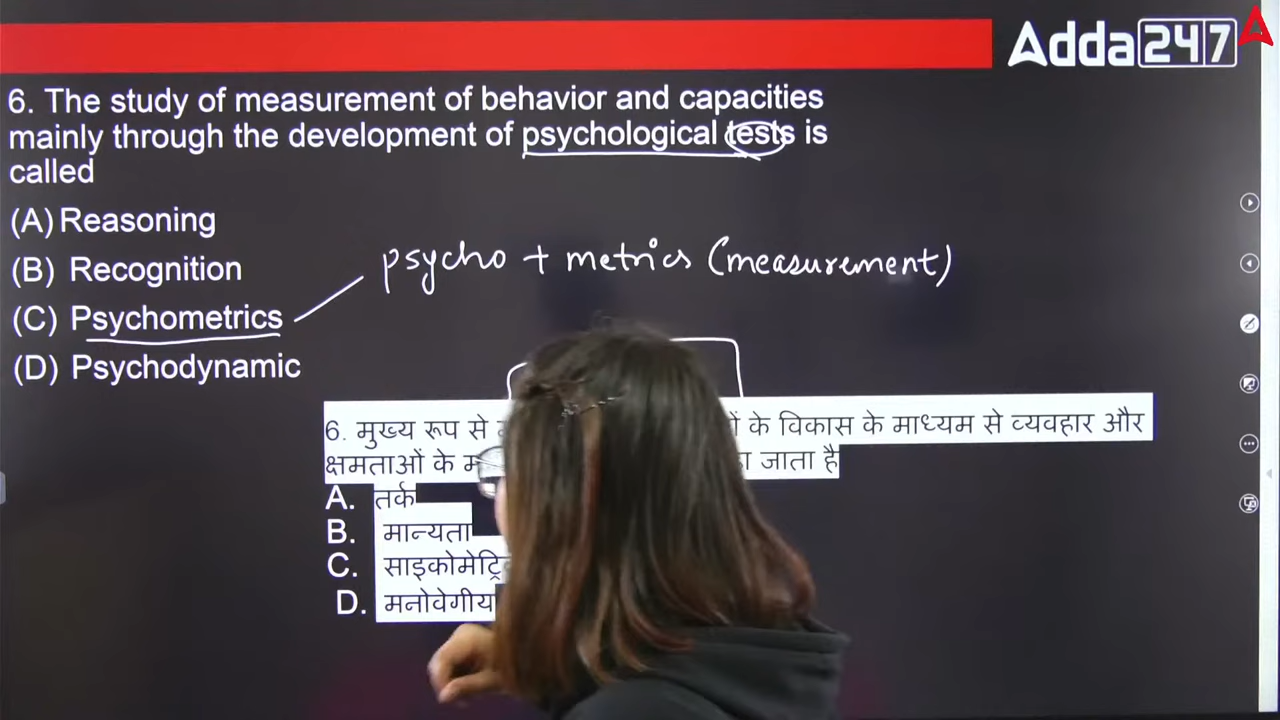 Adda247
6. The study of measurement of behavior and capacities
mainly through the development of psychological tests is
called
(A) Reasoning
(B) Recognition
(C) Psychometrics
(D) Psychodynamic
psycho + metrics (measurement)
6. मुख्य रूप से के विकास के माध्यम से व्यवहार और
क्षमताओं के जाता है
A. तर्क
B. मान्यता
C.
D. मनोवेगीय